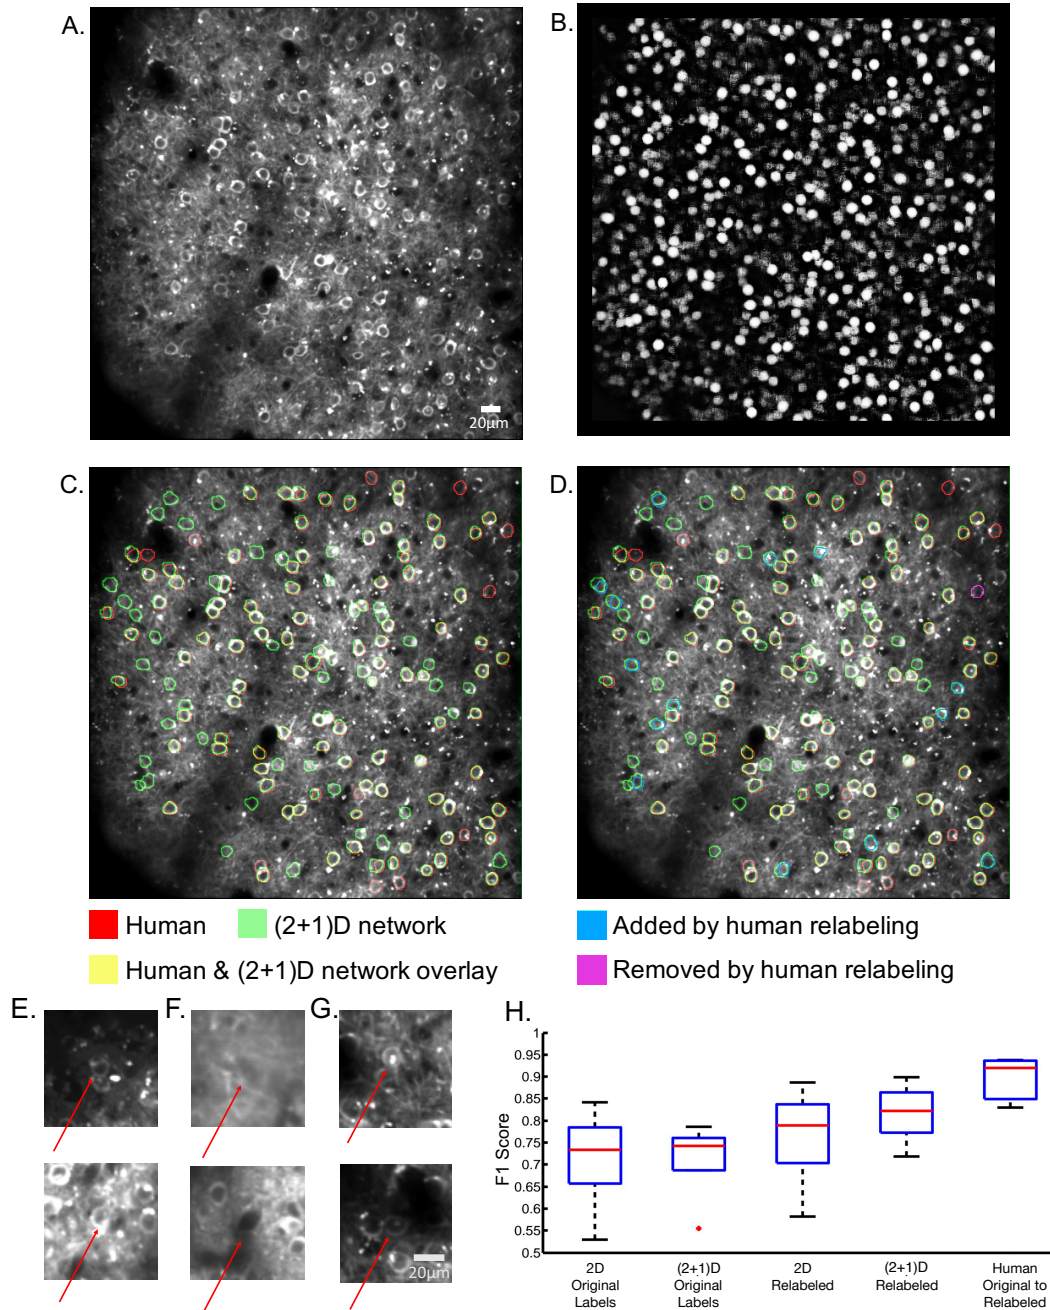 A.
B.
20µm
C.
D.
Human
(2+1)D network
Human & (2+1)D network overlay
Added by human relabeling
Removed by human relabeling
E.
F.
G.
20µm
H.
F1 Score
1
0.95
0.9
0.85
0.8
0.75
0.7
0.65
0.6
0.55
0.5
2D
Original
Labels
(2+1)D
Original
Labels
2D
Relabeled
(2+1)D
Relabeled
Human
Original to
Relabeled